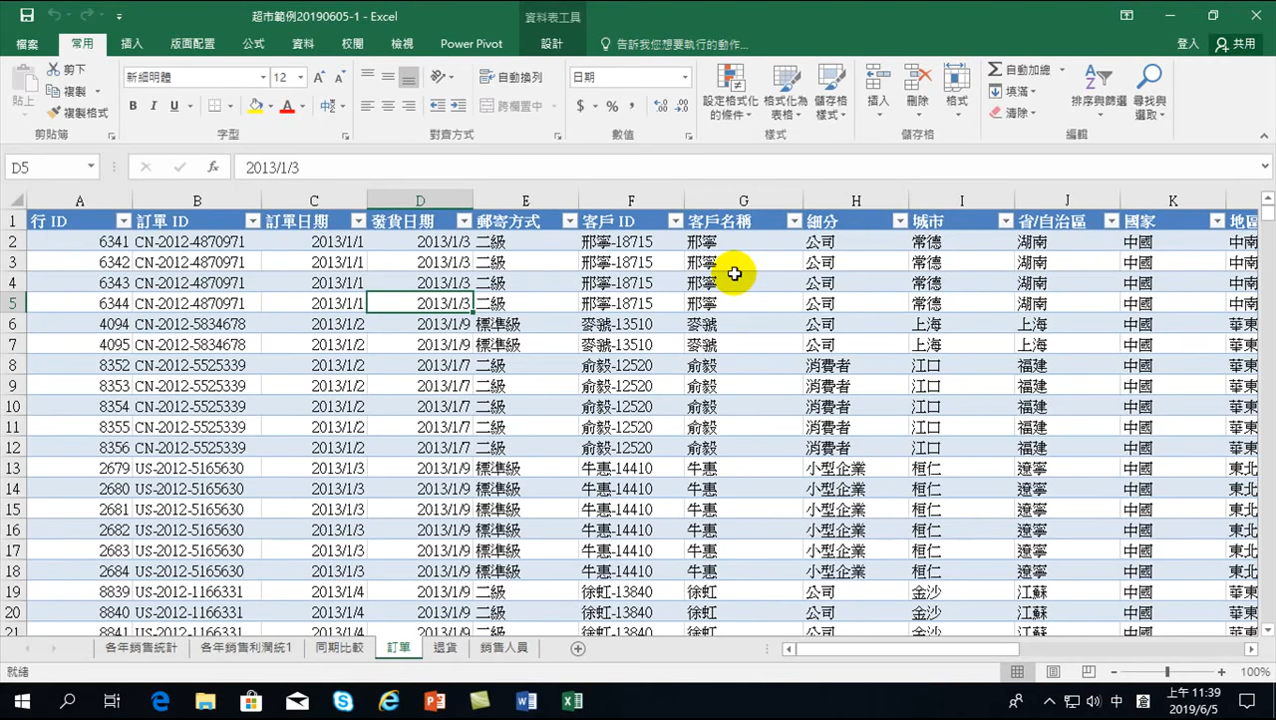 超市範例20190605-1 - Excel
資料表工具
檔案 常用 插入 版面配置 公式 資料 校閱 檢視 Power Pivot 設計 告訴我您想要執行的動作... 登入 共用
貼上 剪下 複製 複製格式
新細明體 12
B I U A 中
自動換列 跨欄置中
日期
$ % ,
設定格式化的條件 格式化為表格 儲存格樣式
插入 刪除 格式
自動加總 填滿 清除
排序與篩選 尋找與選取
剪貼簿 字型 對齊方式 數值 樣式 儲存格 編輯
D5 fx 2013/1/3
A B C D E F G H I J K
1 行 ID 訂單 ID 訂單日期 發貨日期 郵寄方式 客戶 ID 客戶名稱 細分 城市 省/自治區 國家 地區
2 6341 CN-2012-4870971 2013/1/1 2013/1/3 二級 邢寧-18715 邢寧 公司 常德 湖南 中國 中南
3 6342 CN-2012-4870971 2013/1/1 2013/1/3 二級 邢寧-18715 邢寧 公司 常德 湖南 中國 中南
4 6343 CN-2012-4870971 2013/1/1 2013/1/3 二級 邢寧-18715 邢寧 公司 常德 湖南 中國 中南
5 6344 CN-2012-4870971 2013/1/1 2013/1/3 二級 邢寧-18715 邢寧 公司 常德 湖南 中國 中南
6 4094 CN-2012-5834678 2013/1/2 2013/1/9 標準級 麥虢-13510 麥虢 公司 上海 上海 中國 華東
7 4095 CN-2012-5834678 2013/1/2 2013/1/9 標準級 麥虢-13510 麥虢 公司 上海 上海 中國 華東
8 8352 CN-2012-5525339 2013/1/2 2013/1/7 二級 俞毅-12520 俞毅 消費者 江口 福建 中國 華東
9 8353 CN-2012-5525339 2013/1/2 2013/1/7 二級 俞毅-12520 俞毅 消費者 江口 福建 中國 華東
10 8354 CN-2012-5525339 2013/1/2 2013/1/7 二級 俞毅-12520 俞毅 消費者 江口 福建 中國 華東
11 8355 CN-2012-5525339 2013/1/2 2013/1/7 二級 俞毅-12520 俞毅 消費者 江口 福建 中國 華東
12 8356 CN-2012-5525339 2013/1/2 2013/1/7 二級 俞毅-12520 俞毅 消費者 江口 福建 中國 華東
13 2679 US-2012-5165630 2013/1/3 2013/1/9 標準級 牛惠-14410 牛惠 小型企業 桓仁 遼寧 中國 東北
14 2680 US-2012-5165630 2013/1/3 2013/1/9 標準級 牛惠-14410 牛惠 小型企業 桓仁 遼寧 中國 東北
15 2681 US-2012-5165630 2013/1/3 2013/1/9 標準級 牛惠-14410 牛惠 小型企業 桓仁 遼寧 中國 東北
16 2682 US-2012-5165630 2013/1/3 2013/1/9 標準級 牛惠-14410 牛惠 小型企業 桓仁 遼寧 中國 東北
17 2683 US-2012-5165630 2013/1/3 2013/1/9 標準級 牛惠-14410 牛惠 小型企業 桓仁 遼寧 中國 東北
18 2684 US-2012-5165630 2013/1/3 2013/1/9 標準級 牛惠-14410 牛惠 小型企業 桓仁 遼寧 中國 東北
19 8839 US-2012-1166331 2013/1/4 2013/1/9 二級 徐虹-13840 徐虹 公司 金沙 江蘇 中國 華東
20 8840 US-2012-1166331 2013/1/4 2013/1/9 二級 徐虹-13840 徐虹 公司 金沙 江蘇 中國 華東
21 8841 US-2012-1166331 2013/1/4 2013/1/9 二級 徐虹-13840 徐虹 公司 金沙 江蘇 中國 華東
各年銷售統計 各年銷售利潤統1 同期比較 訂單 退貨 銷售人員
就緒 100%
中 上午 11:39
2019/6/5